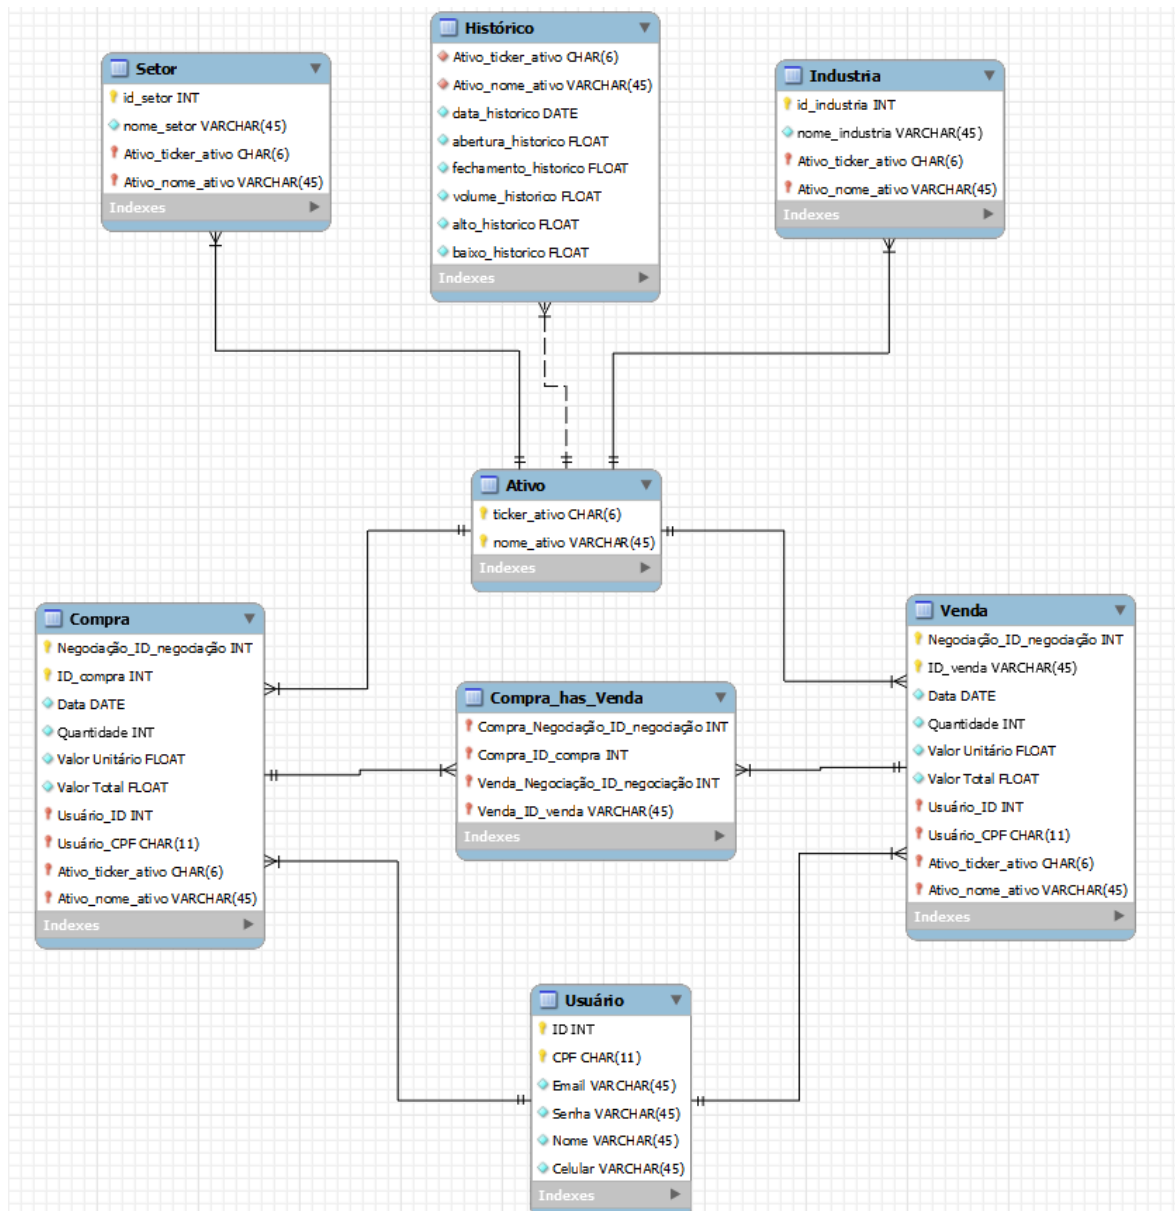 Setor
id_setor INT
nome_setor VARCHAR(45)
Ativo_ticker_ativo CHAR(6)
Ativo_nome_ativo VARCHAR(45)
Indexes
Histórico
Ativo_ticker_ativo CHAR(6)
Ativo_nome_ativo VARCHAR(45)
data_historico DATE
abertura_historico FLOAT
fechamento_historico FLOAT
volume_historico FLOAT
alto_historico FLOAT
baixo_historico FLOAT
Indexes
Industria
id_industria INT
nome_industria VARCHAR(45)
Ativo_ticker_ativo CHAR(6)
Ativo_nome_ativo VARCHAR(45)
Indexes
Ativo
ticker_ativo CHAR(6)
nome_ativo VARCHAR(45)
Indexes
Compra
Negociação_ID_negociação INT
ID_compra INT
Data DATE
Quantidade INT
Valor Unitário FLOAT
Valor Total FLOAT
Usuário_ID INT
Usuário_CPF CHAR(11)
Ativo_ticker_ativo CHAR(6)
Ativo_nome_ativo VARCHAR(45)
Indexes
Compra_has_Venda
Compra_Negociação_ID_negociação INT
Compra_ID_compra INT
Venda_Negociação_ID_negociação INT
Venda_ID_venda VARCHAR(45)
Indexes
Venda
Negociação_ID_negociação INT
ID_venda VARCHAR(45)
Data DATE
Quantidade INT
Valor Unitário FLOAT
Valor Total FLOAT
Usuário_ID INT
Usuário_CPF CHAR(11)
Ativo_ticker_ativo CHAR(6)
Ativo_nome_ativo VARCHAR(45)
Indexes
Usuário
ID INT
CPF CHAR(11)
Email VARCHAR(45)
Senha VARCHAR(45)
Nome VARCHAR(45)
Celular VARCHAR(45)
Indexes